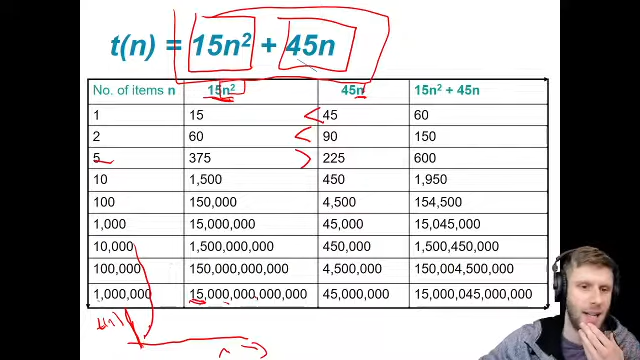 t(n) = 15n² + 45n
No. of items n 15n² 45n 15n² + 45n
1 15 < 45 60
2 60 < 90 150
5 375 > 225 600
10 1,500 450 1,950
100 150,000 4,500 154,500
1,000 15,000,000 45,000 15,045,000
10,000 1,500,000,000 450,000 1,500,450,000
100,000 150,000,000,000 4,500,000 150,004,500,000
1,000,000 15,000,000,000,000 45,000,000 15,000,045,000,000
t(n)
n